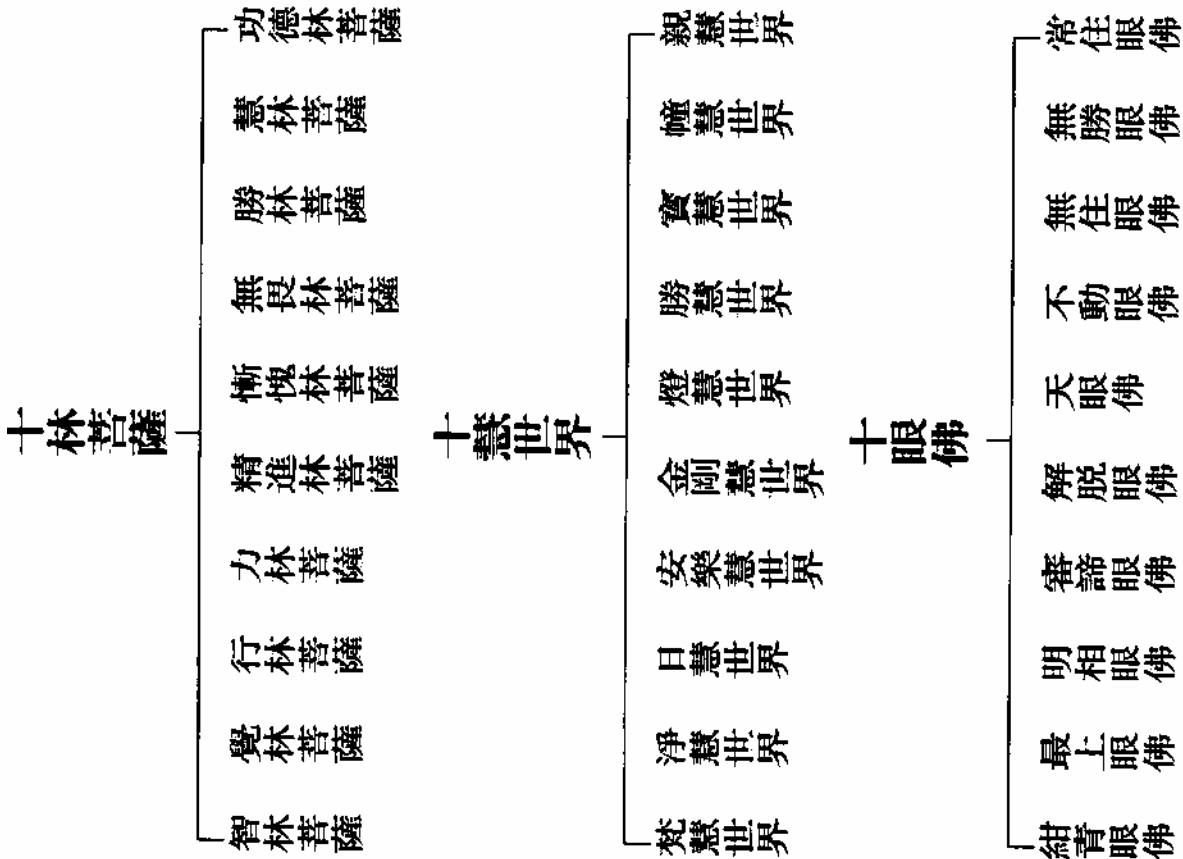 十林菩薩
功德林菩薩
慧林菩薩
勝林菩薩
無畏林菩薩
慚愧林菩薩
精進林菩薩
力林菩薩
行林菩薩
覺林菩薩
智林菩薩
十慧世界
親慧世界
幢慧世界
寶慧世界
勝慧世界
燈慧世界
金剛慧世界
安樂慧世界
日慧世界
淨慧世界
梵慧世界
十眼佛
常住眼佛
無勝眼佛
無住眼佛
不動眼佛
天眼佛
解脱眼佛
審諦眼佛
明相眼佛
最上眼佛
紺青眼佛